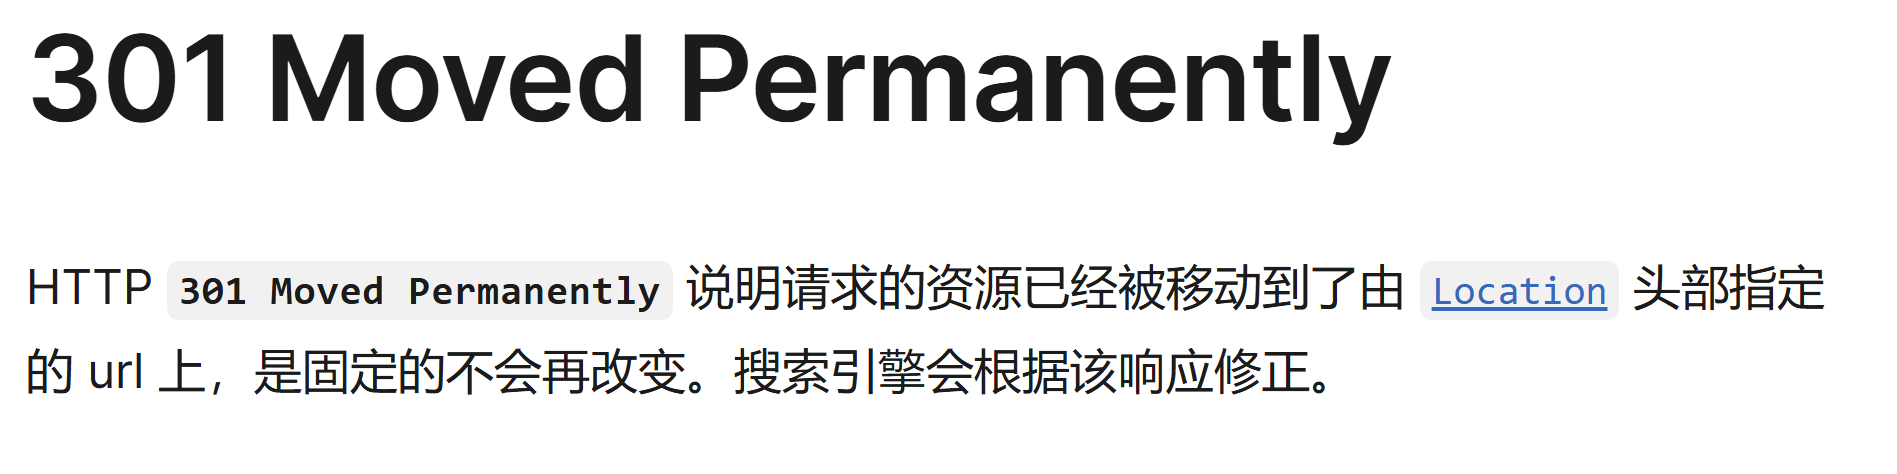 301 Moved Permanently
HTTP 301 Moved Permanently 说明请求的资源已经被移动到了由 Location 头部指定
的 url 上，是固定的不会再改变。搜索引擎会根据该响应修正。